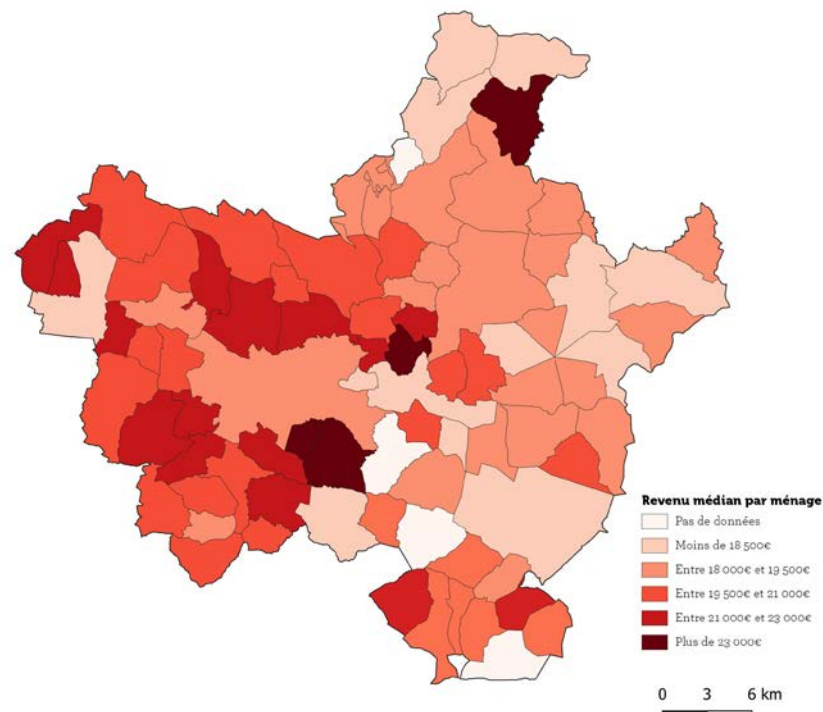 Revenu médian par ménage
Pas de données
Moins de 18 500€
Entre 18 000€ et 19 500€
Entre 19 500€ et 21 000€
Entre 21 000€ et 23 000€
Plus de 23 000€
0 3 6 km